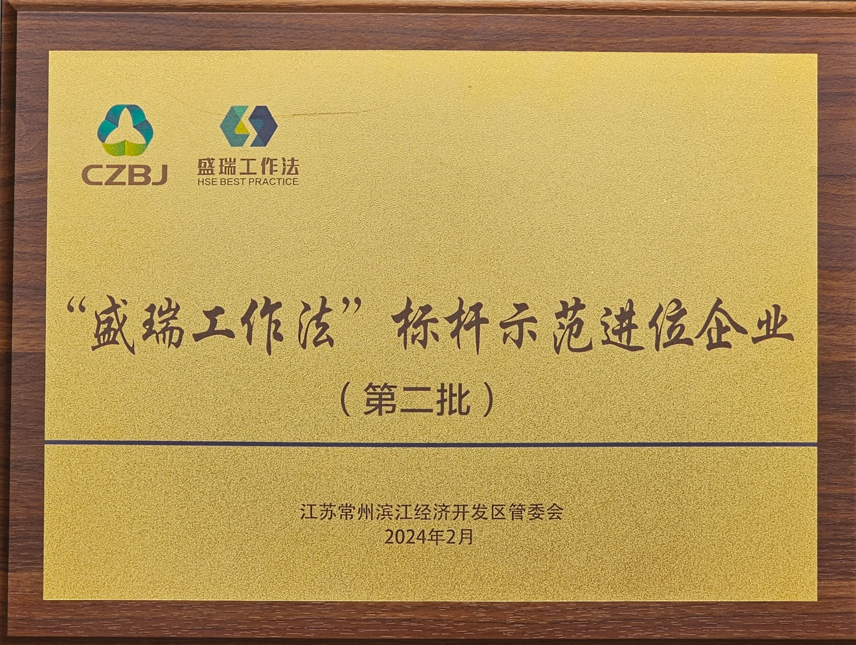 CZBJ
盛瑞工作法
HSE BEST PRACTICE
“盛瑞工作法”标杆示范进位企业
（第二批）
江苏常州滨江经济开发区管委会
2024年2月